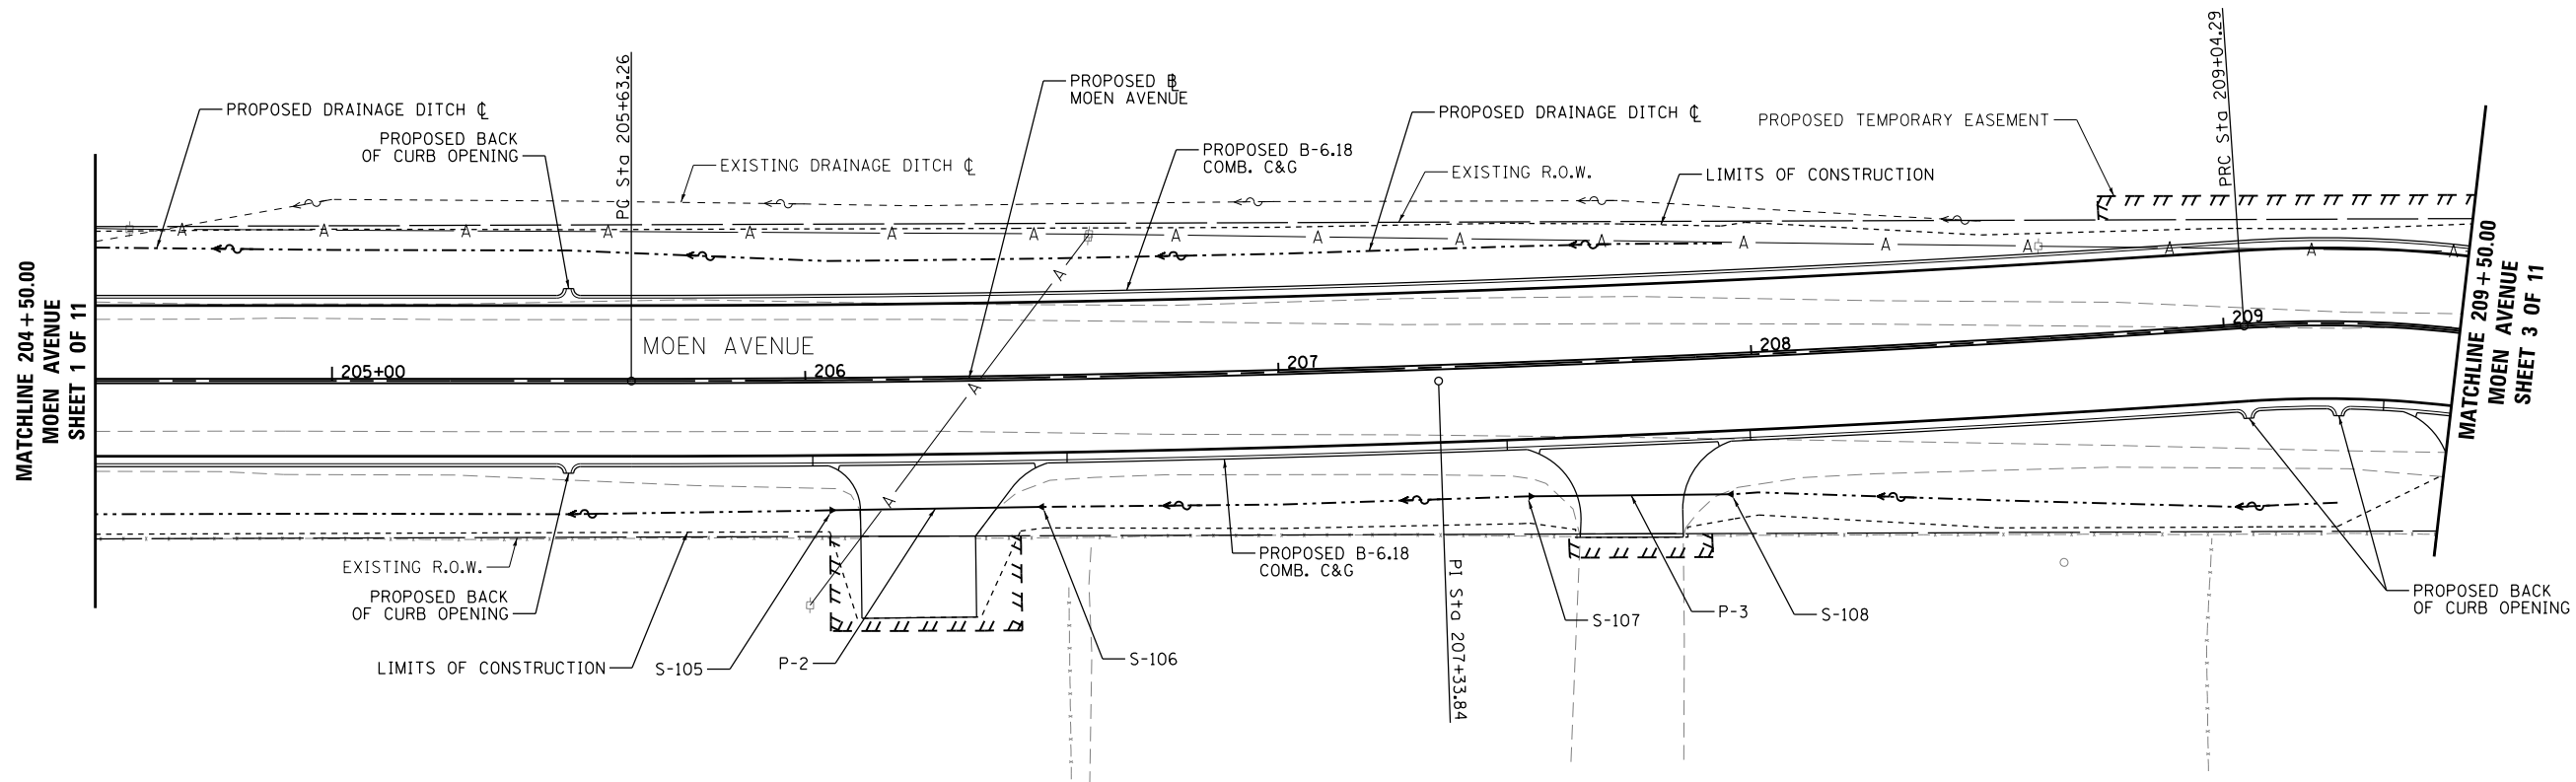 MATCHLINE 204+50.00
MOEN AVENUE
SHEET 1 OF 11
PROPOSED DRAINAGE DITCH ℄
PROPOSED BACK
OF CURB OPENING
PC Sta 205+63.26
EXISTING DRAINAGE DITCH ℄
PROPOSED B̲L
MOEN AVENUE
PROPOSED B-6.18
COMB. C&G
PROPOSED DRAINAGE DITCH ℄
EXISTING R.O.W.
LIMITS OF CONSTRUCTION
PROPOSED TEMPORARY EASEMENT
PRC Sta 209+04.29
A A A A A A A A A A A A A A A A A
A
A
A
MOEN AVENUE
205+00
206
207
208
209
MATCHLINE 209+50.00
MOEN AVENUE
SHEET 3 OF 11
EXISTING R.O.W.
PROPOSED BACK
OF CURB OPENING
LIMITS OF CONSTRUCTION
S-105
P-2
S-106
PROPOSED B-6.18
COMB. C&G
PI Sta 207+33.84
S-107
P-3
S-108
PROPOSED BACK
OF CURB OPENING